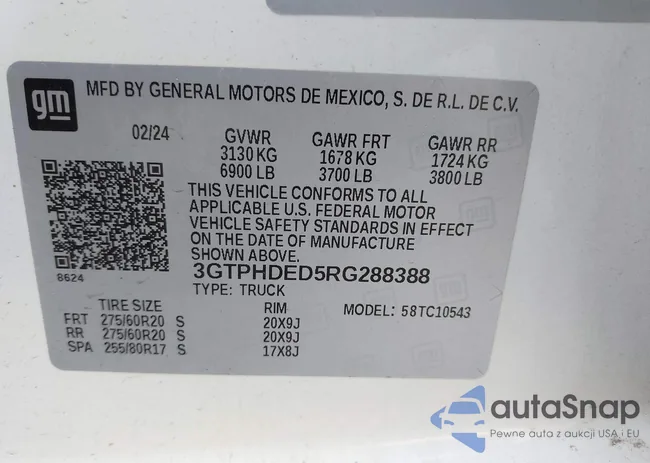 gm
MFD BY GENERAL MOTORS DE MEXICO, S. DE R.L. DE C.V.
02/24 GVWR GAWR FRT GAWR RR
3130 KG 1678 KG 1724 KG
6900 LB 3700 LB 3800 LB
THIS VEHICLE CONFORMS TO ALL
APPLICABLE U.S. FEDERAL MOTOR
VEHICLE SAFETY STANDARDS IN EFFECT
ON THE DATE OF MANUFACTURE
SHOWN ABOVE.
8624
3GTPHDED5RG288388
TYPE: TRUCK
TIRE SIZE RIM MODEL: 58TC10543
FRT 275/60R20 S 20X9J
RR 275/60R20 S 20X9J
SPA 255/80R17 S 17X8J
autoSnap
Pewne auta z aukcji USA i EU